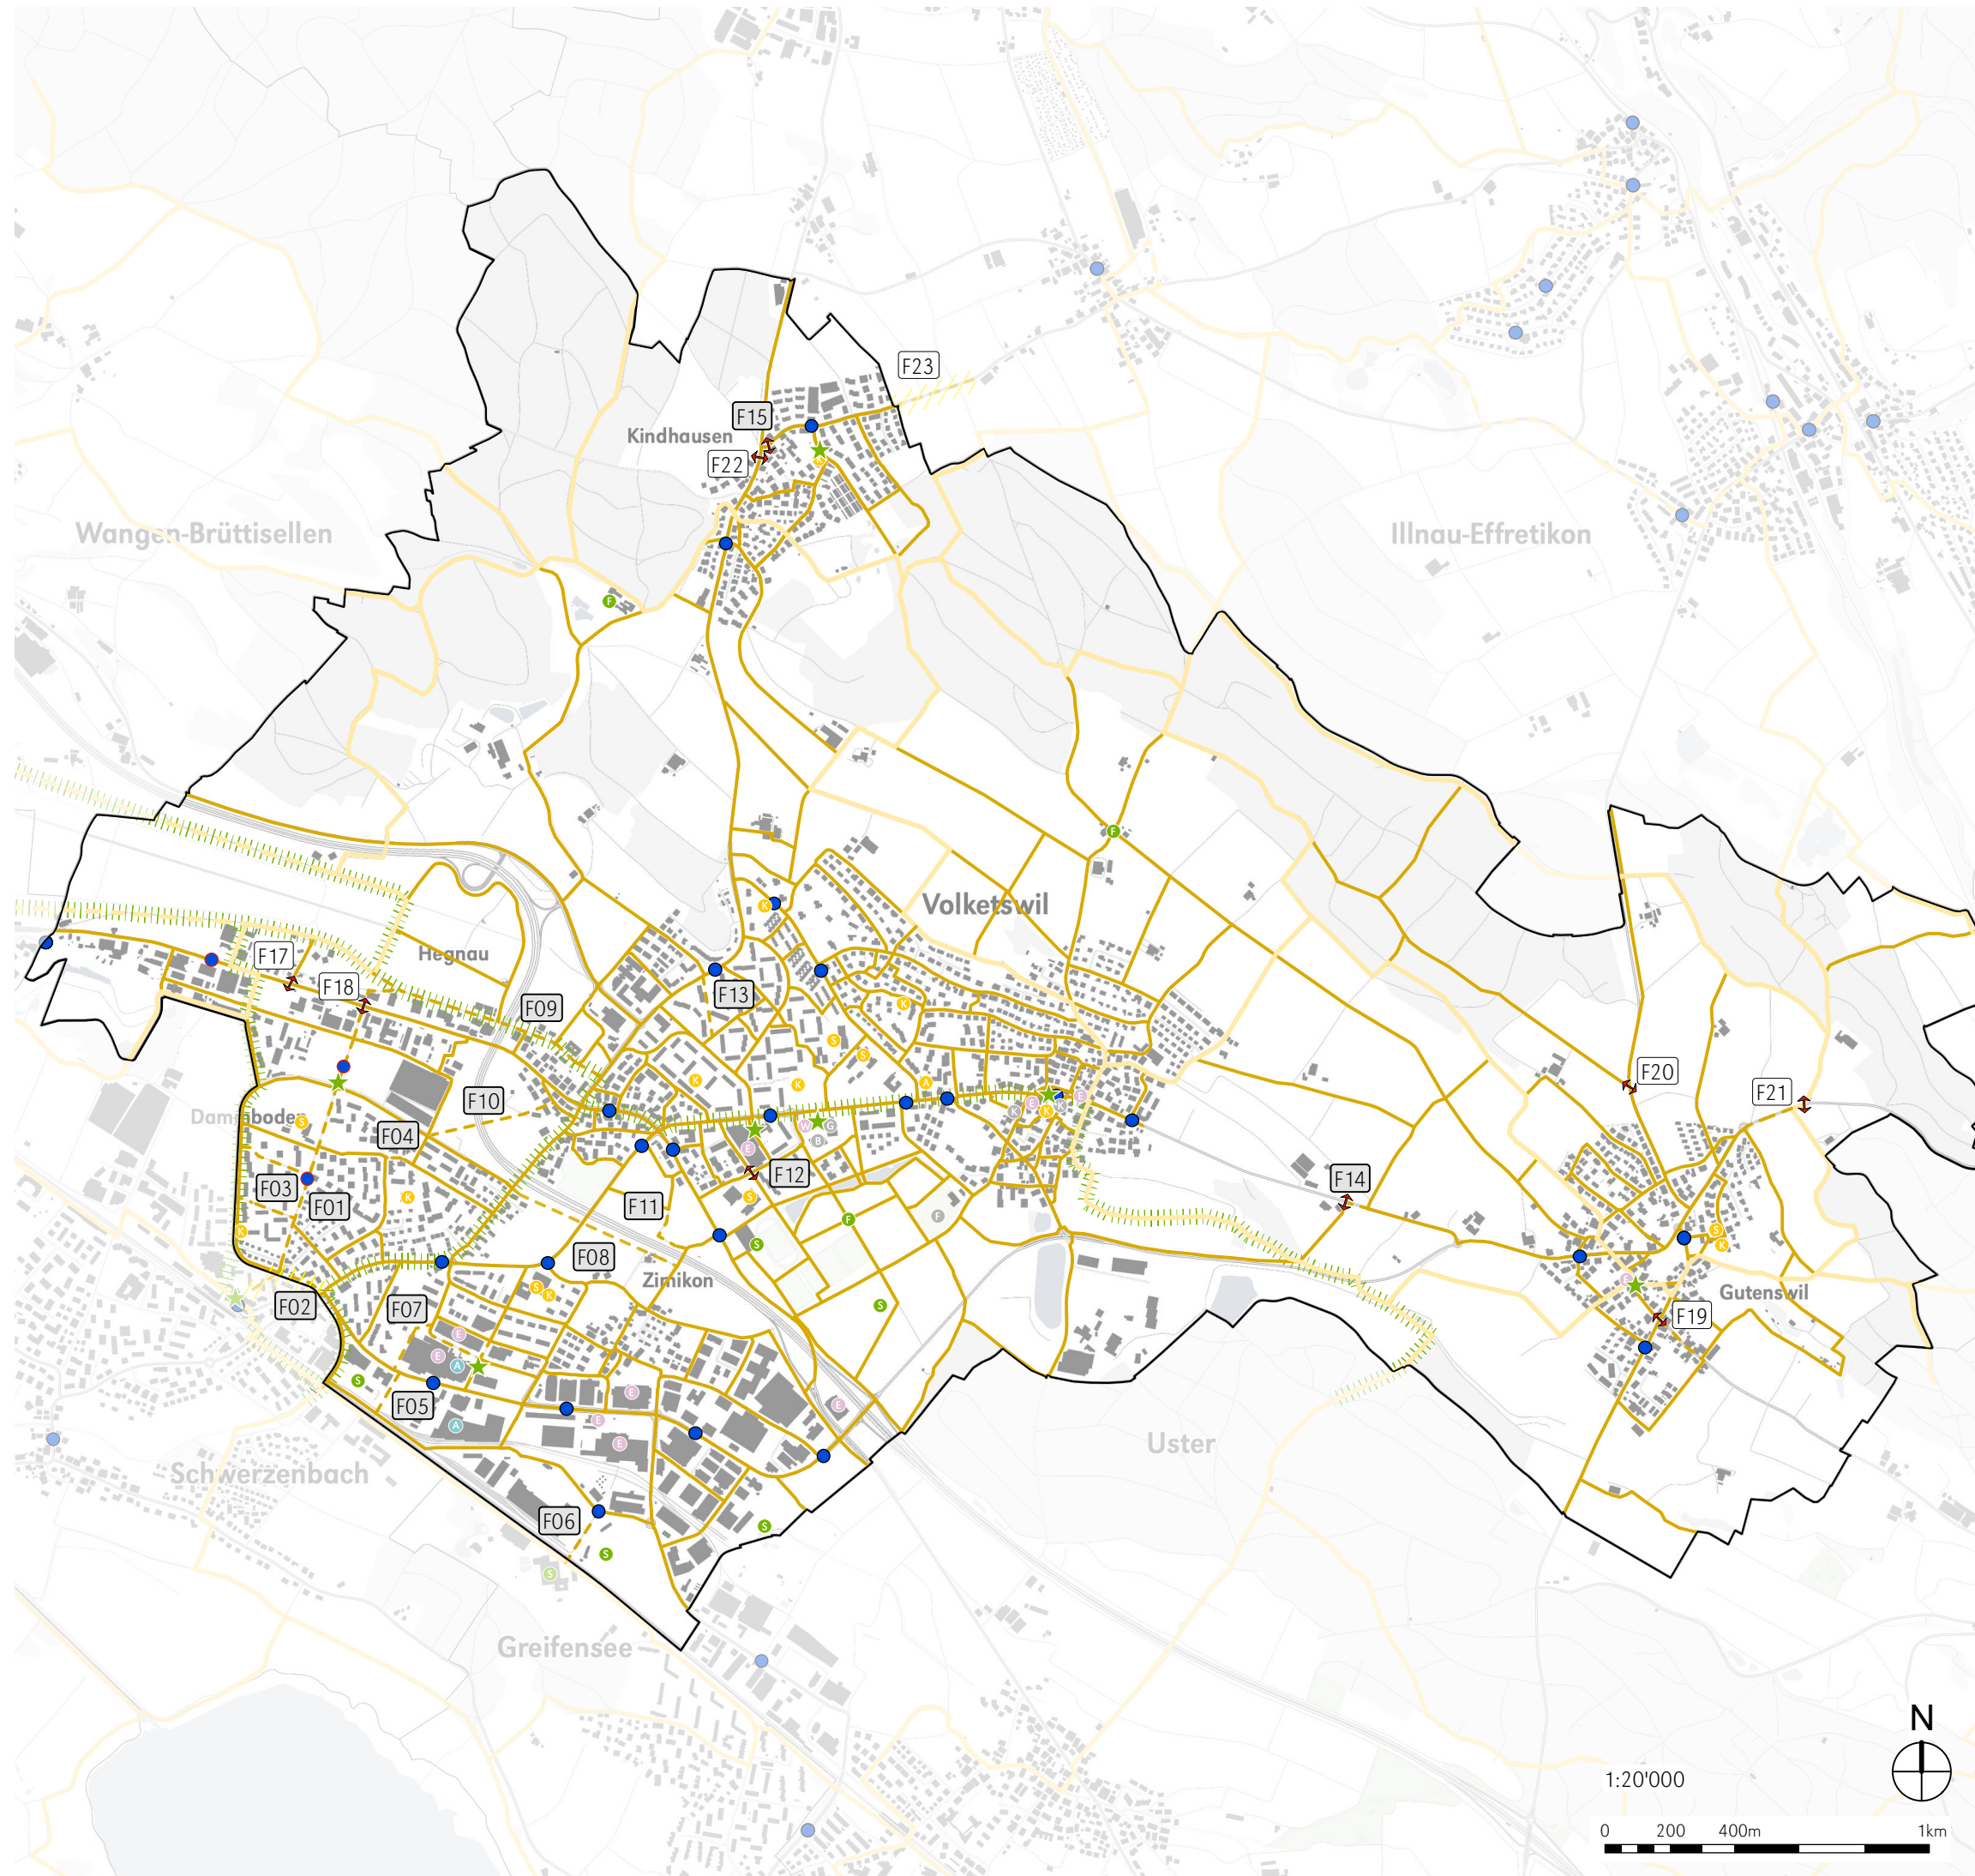 F23
F15
Kindhausen
F22
Wangen-Brüttisellen
Illnau-Effretikon
K
F
F
Volketswil
K
Hegnau
F17
F18
F13
F09
K
S
S
F20
F21
F10
K
K
A
E
E
K
K
K
Dammboden
S
F04
W
G
B
E
F12
F14
F03
F01
K
F11
S
F
F
K
S
K
F08
S
Zimikon
S
K
E
Gutenswil
F02
F07
S
K
S
F19
E
E
A
S
F05
E
E
E
A
E
Uster
Schwerzenbach
F06
S
S
S
Greifensee
N
1:20'000
0 200 400m 1km